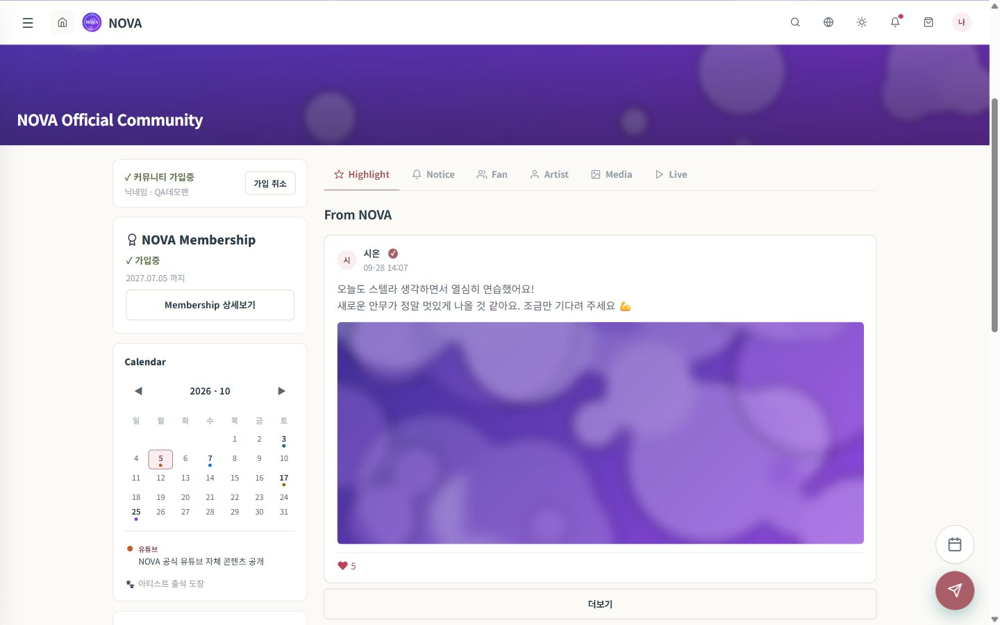 NOVA
NOVA
나
NOVA Official Community
✓ 커뮤니티 가입중
닉네임 · QA데모팬
가입 취소
NOVA Membership
✓ 가입중
2027.07.05 까지
Membership 상세보기
Calendar
◀ 2026 - 10 ▶
일 월 화 수 목 금 토
1 2 3
4 5 6 7 8 9 10
11 12 13 14 15 16 17
18 19 20 21 22 23 24
25 26 27 28 29 30 31
유튜브
NOVA 공식 유튜브 자체 콘텐츠 공개
🐾 아티스트 출석 도장
Highlight Notice Fan Artist Media Live
From NOVA
시
시온
09-28 14:07
오늘도 스텔라 생각하면서 열심히 연습했어요!
새로운 안무가 정말 멋있게 나올 것 같아요. 조금만 기다려 주세요 💪
5
더보기